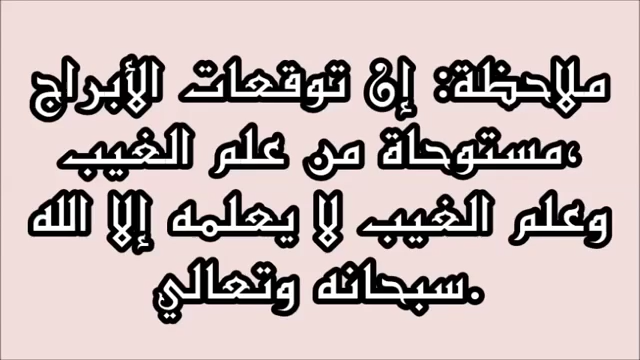 ملاحظة: إن توقعات الأبراج
مستوحاة من علم الغيب،
وعلم الغيب لا يعلمه إلا الله
سبحانه وتعالي.